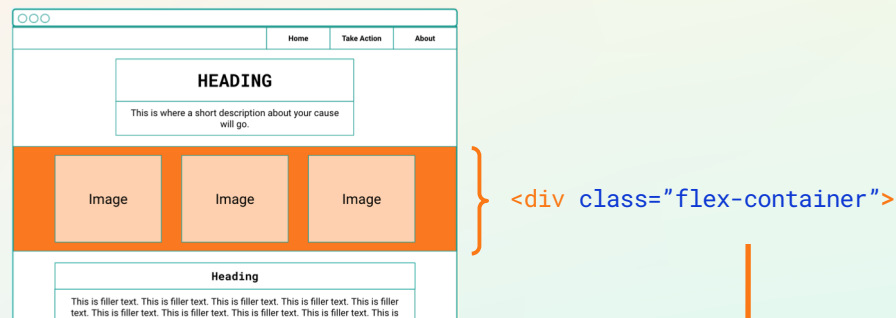 Home Take Action About
HEADING
This is where a short description about your cause
will go.
Image Image Image
<div class=”flex-container”>
Heading
This is filler text. This is filler text. This is filler text. This is filler text. This is filler
text. This is filler text. This is filler text. This is filler text. This is filler text. This is